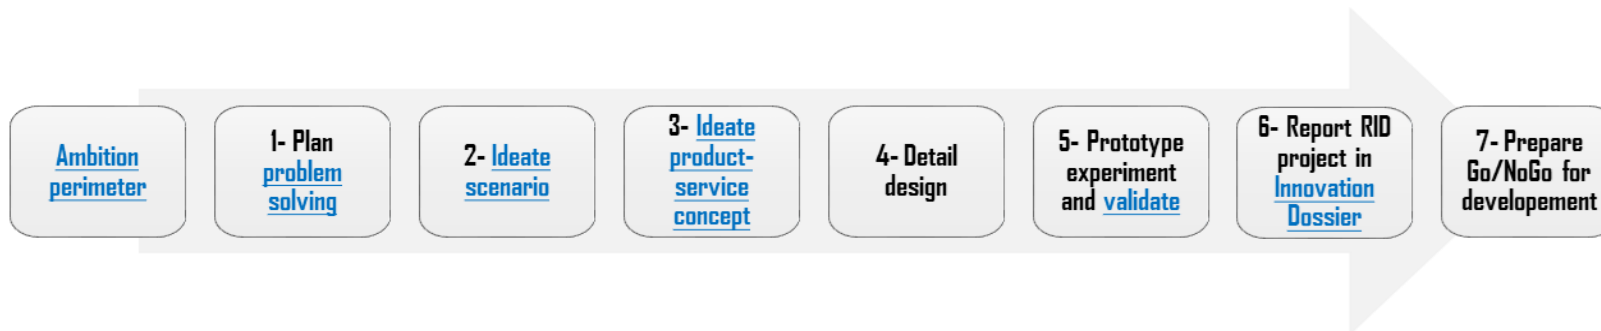 Ambition
perimeter
1- Plan
problem
solving
2- Ideate
scenario
3- Ideate
product-
service
concept
4- Detail
design
5- Prototype
experiment
and validate
6- Report RID
project in
Innovation
Dossier
7- Prepare
Go/NoGo for
developement